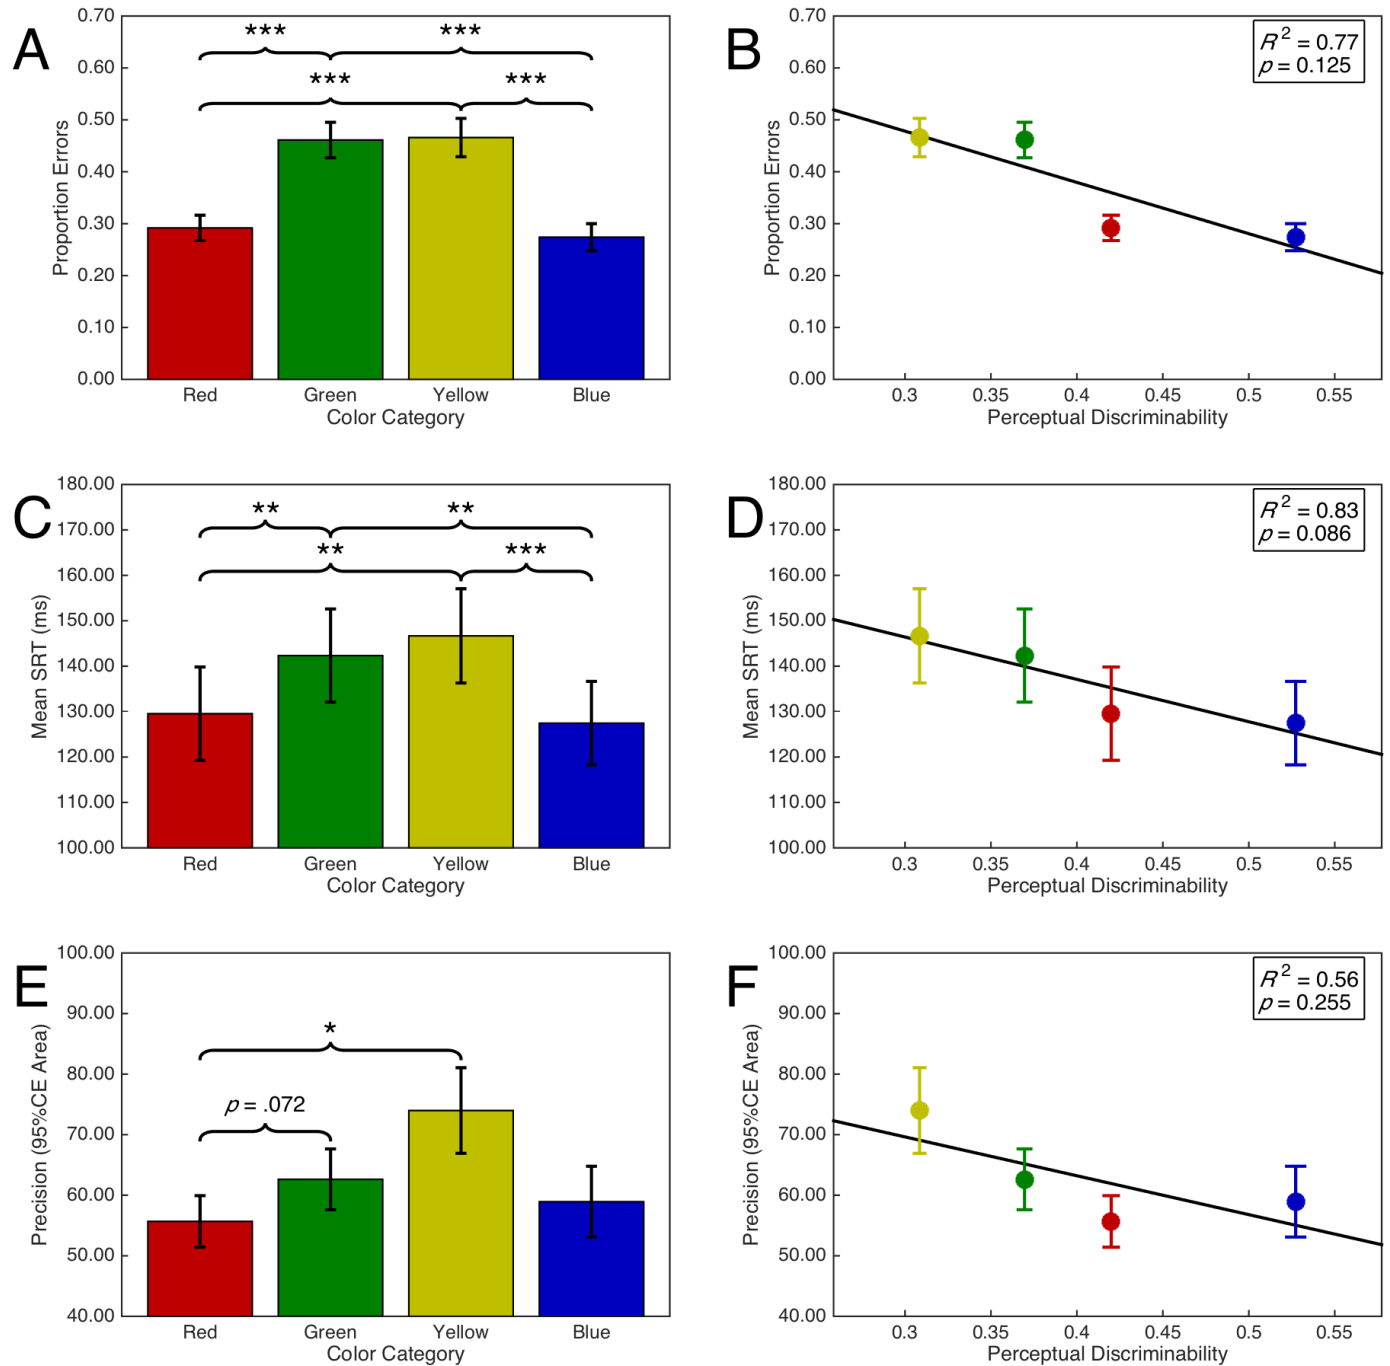 A
0.70
0.60
0.50
0.40
0.30
0.20
0.10
0.00
Proportion Errors
*** ***
*** ***
Red Green Yellow Blue
Color Category
B
0.70
0.60
0.50
0.40
0.30
0.20
0.10
0.00
Proportion Errors
R² = 0.77
p = 0.125
0.3 0.35 0.4 0.45 0.5 0.55
Perceptual Discriminability
C
180.00
170.00
160.00
150.00
140.00
130.00
120.00
110.00
100.00
Mean SRT (ms)
** **
** ***
Red Green Yellow Blue
Color Category
D
180.00
170.00
160.00
150.00
140.00
130.00
120.00
110.00
100.00
Mean SRT (ms)
R² = 0.83
p = 0.086
0.3 0.35 0.4 0.45 0.5 0.55
Perceptual Discriminability
E
100.00
90.00
80.00
70.00
60.00
50.00
40.00
Precision (95%CE Area)
*
p = .072
Red Green Yellow Blue
Color Category
F
100.00
90.00
80.00
70.00
60.00
50.00
40.00
Precision (95%CE Area)
R² = 0.56
p = 0.255
0.3 0.35 0.4 0.45 0.5 0.55
Perceptual Discriminability